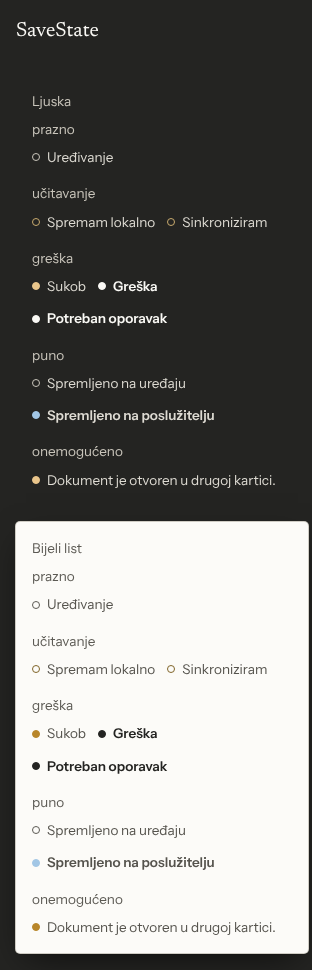 SaveState
Ljuska
prazno
Uređivanje
učitavanje
Spremam lokalno Sinkroniziram
greška
Sukob Greška
Potreban oporavak
puno
Spremljeno na uređaju
Spremljeno na poslužitelju
onemogućeno
Dokument je otvoren u drugoj kartici.
Bijeli list
prazno
Uređivanje
učitavanje
Spremam lokalno Sinkroniziram
greška
Sukob Greška
Potreban oporavak
puno
Spremljeno na uređaju
Spremljeno na poslužitelju
onemogućeno
Dokument je otvoren u drugoj kartici.